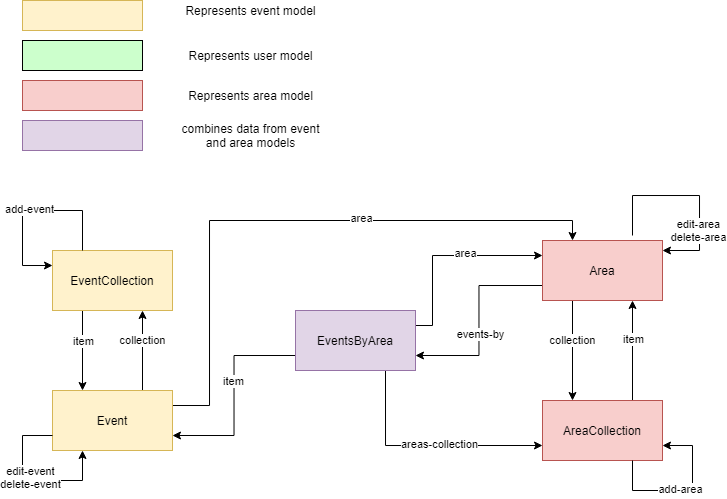 Represents event model
Represents user model
Represents area model
combines data from event
and area models
add-event
area
edit-area
delete-area
EventCollection
area
Area
item
collection
EventsByArea
events-by
collection
item
item
Event
areas-collection
AreaCollection
edit-event
delete-event
add-area